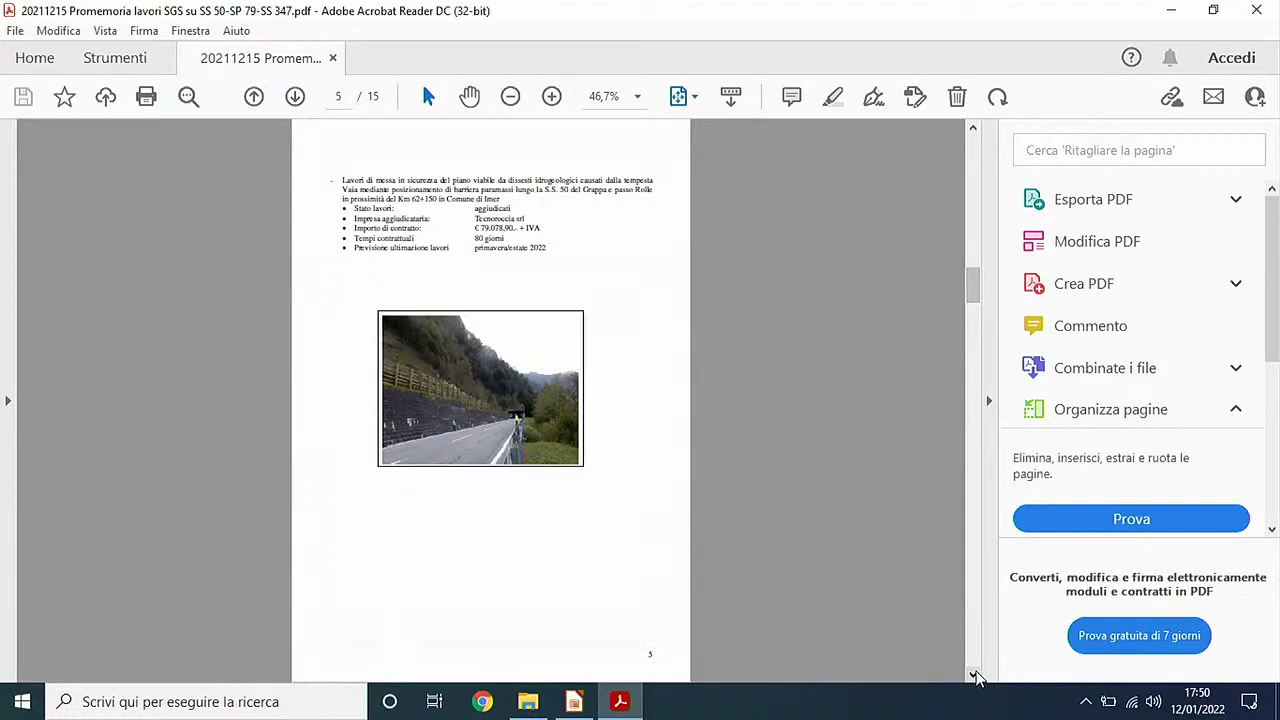 20211215 Promemoria lavori SGS su SS 50-SP 79-SS 347.pdf - Adobe Acrobat Reader DC (32-bit)
File Modifica Vista Firma Finestra Aiuto
Home Strumenti 20211215 Promem... ×
5 / 15 46,7%
Accedi
- Lavori di messa in sicurezza del piano viabile da dissesti idrogeologici causati dalla tempesta
Vaia mediante posizionamento di barriera paramassi lungo la S.S. 50 del Grappa e passo Rolle
in prossimità del Km 62+150 in Comune di Imer
• Stato lavori: aggiudicati
• Impresa aggiudicataria: Tecnoroccia srl
• Importo di contratto: € 79.078,90.- + IVA
• Tempi contrattuali 80 giorni
• Previsione ultimazione lavori primavera/estate 2022
5
Cerca 'Ritagliare la pagina'
Esporta PDF
Modifica PDF
Crea PDF
Commento
Combinate i file
Organizza pagine
Elimina, inserisci, estrai e ruota le
pagine.
Prova
Converti, modifica e firma elettronicamente
moduli e contratti in PDF
Prova gratuita di 7 giorni
Scrivi qui per eseguire la ricerca
17:50
12/01/2022